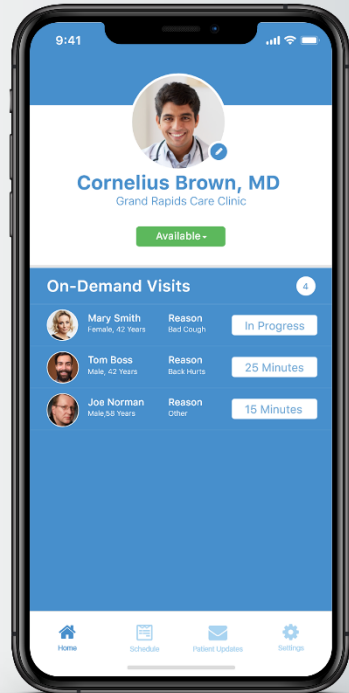 9:41
Cornelius Brown, MD
Grand Rapids Care Clinic
Available
On-Demand Visits
4
Mary Smith Reason In Progress
Female, 42 Years Bad Cough
Tom Boss Reason 25 Minutes
Male, 42 Years Back Hurts
Joe Norman Reason 15 Minutes
Male,58 Years Other
Home Schedule Patient Updates Settings